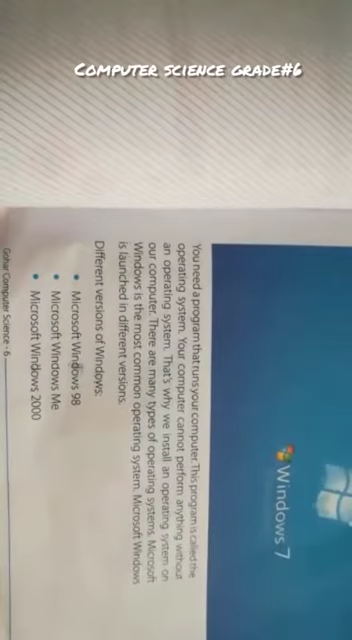 COMPUTER SCIENCE GRADE#6
Windows 7
You need a program that runs your computer. This program is called the
operating system. Your computer cannot perform anything without
an operating system. That's why we install an operating system on
our computer. There are many types of operating systems. Microsoft
Windows is the most common operating system. Microsoft Windows
is launched in different versions.
Different versions of Windows:
• Microsoft Windows 98
• Microsoft Windows Me
• Microsoft Windows 2000
Gohar Computer Science - 6